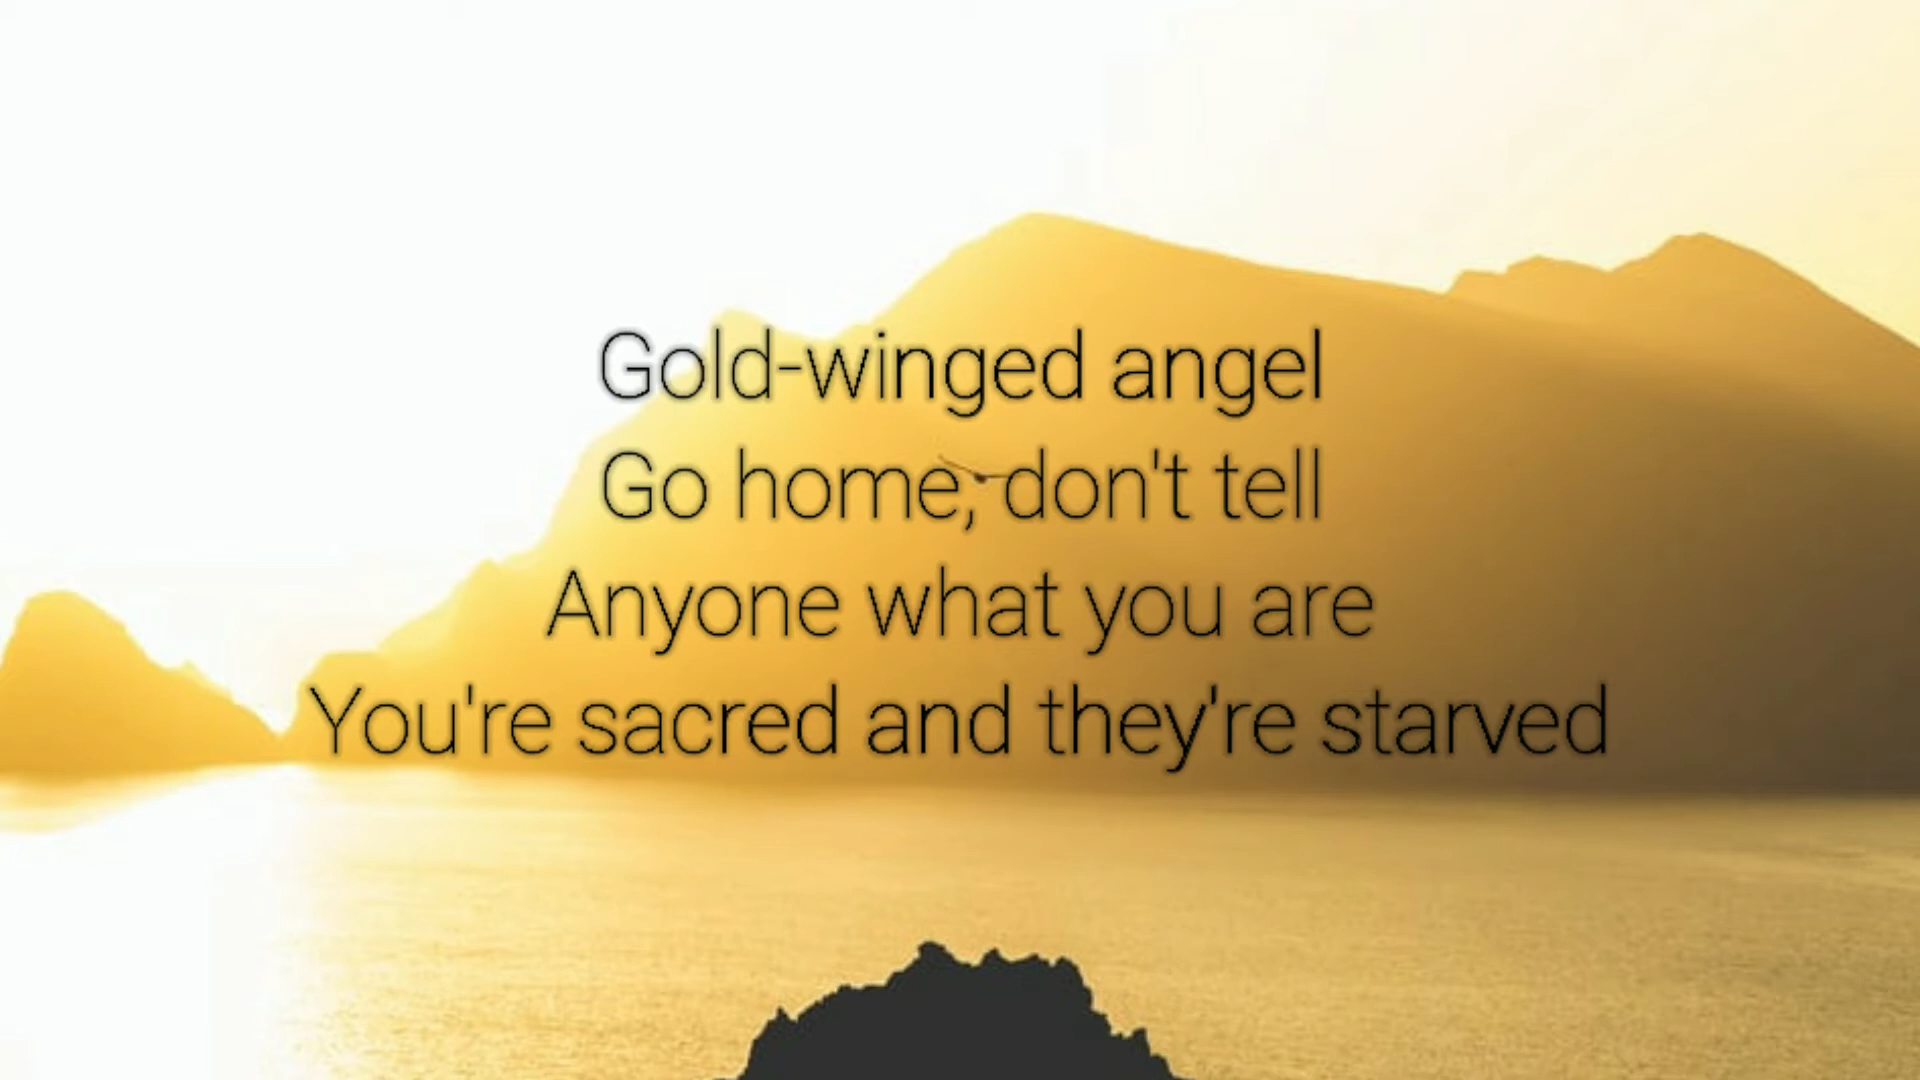 Gold-winged angel
Go home, don't tell
Anyone what you are
You're sacred and they're starved